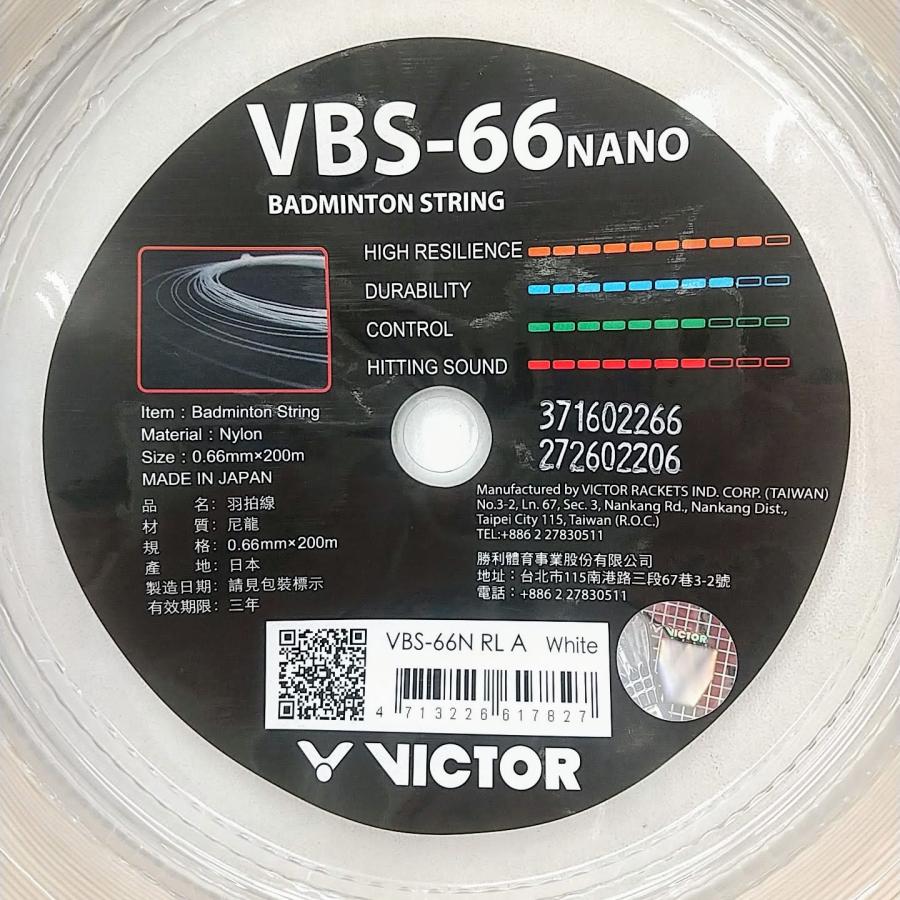 VBS-66NANO
BADMINTON STRING
HIGH RESILIENCE
DURABILITY
CONTROL
HITTING SOUND
Item : Badminton String
Material : Nylon
Size : 0.66mm×200m
MADE IN JAPAN
品 名: 羽拍線
材 質: 尼龍
規 格: 0.66mm×200m
產 地: 日本
製造日期: 請見包裝標示
有效期限: 三年
371602266
272602206
Manufactured by VICTOR RACKETS IND. CORP. (TAIWAN)
No.3-2, Ln. 67, Sec. 3, Nankang Rd., Nankang Dist.,
Taipei City 115, Taiwan (R.O.C.)
TEL:+886 2 27830511
勝利體育事業股份有限公司
地址：台北市115南港路三段67巷3-2號
電話：+886 2 27830511
VBS-66N RL A White
4 713226 617827
VICTOR
VICTOR